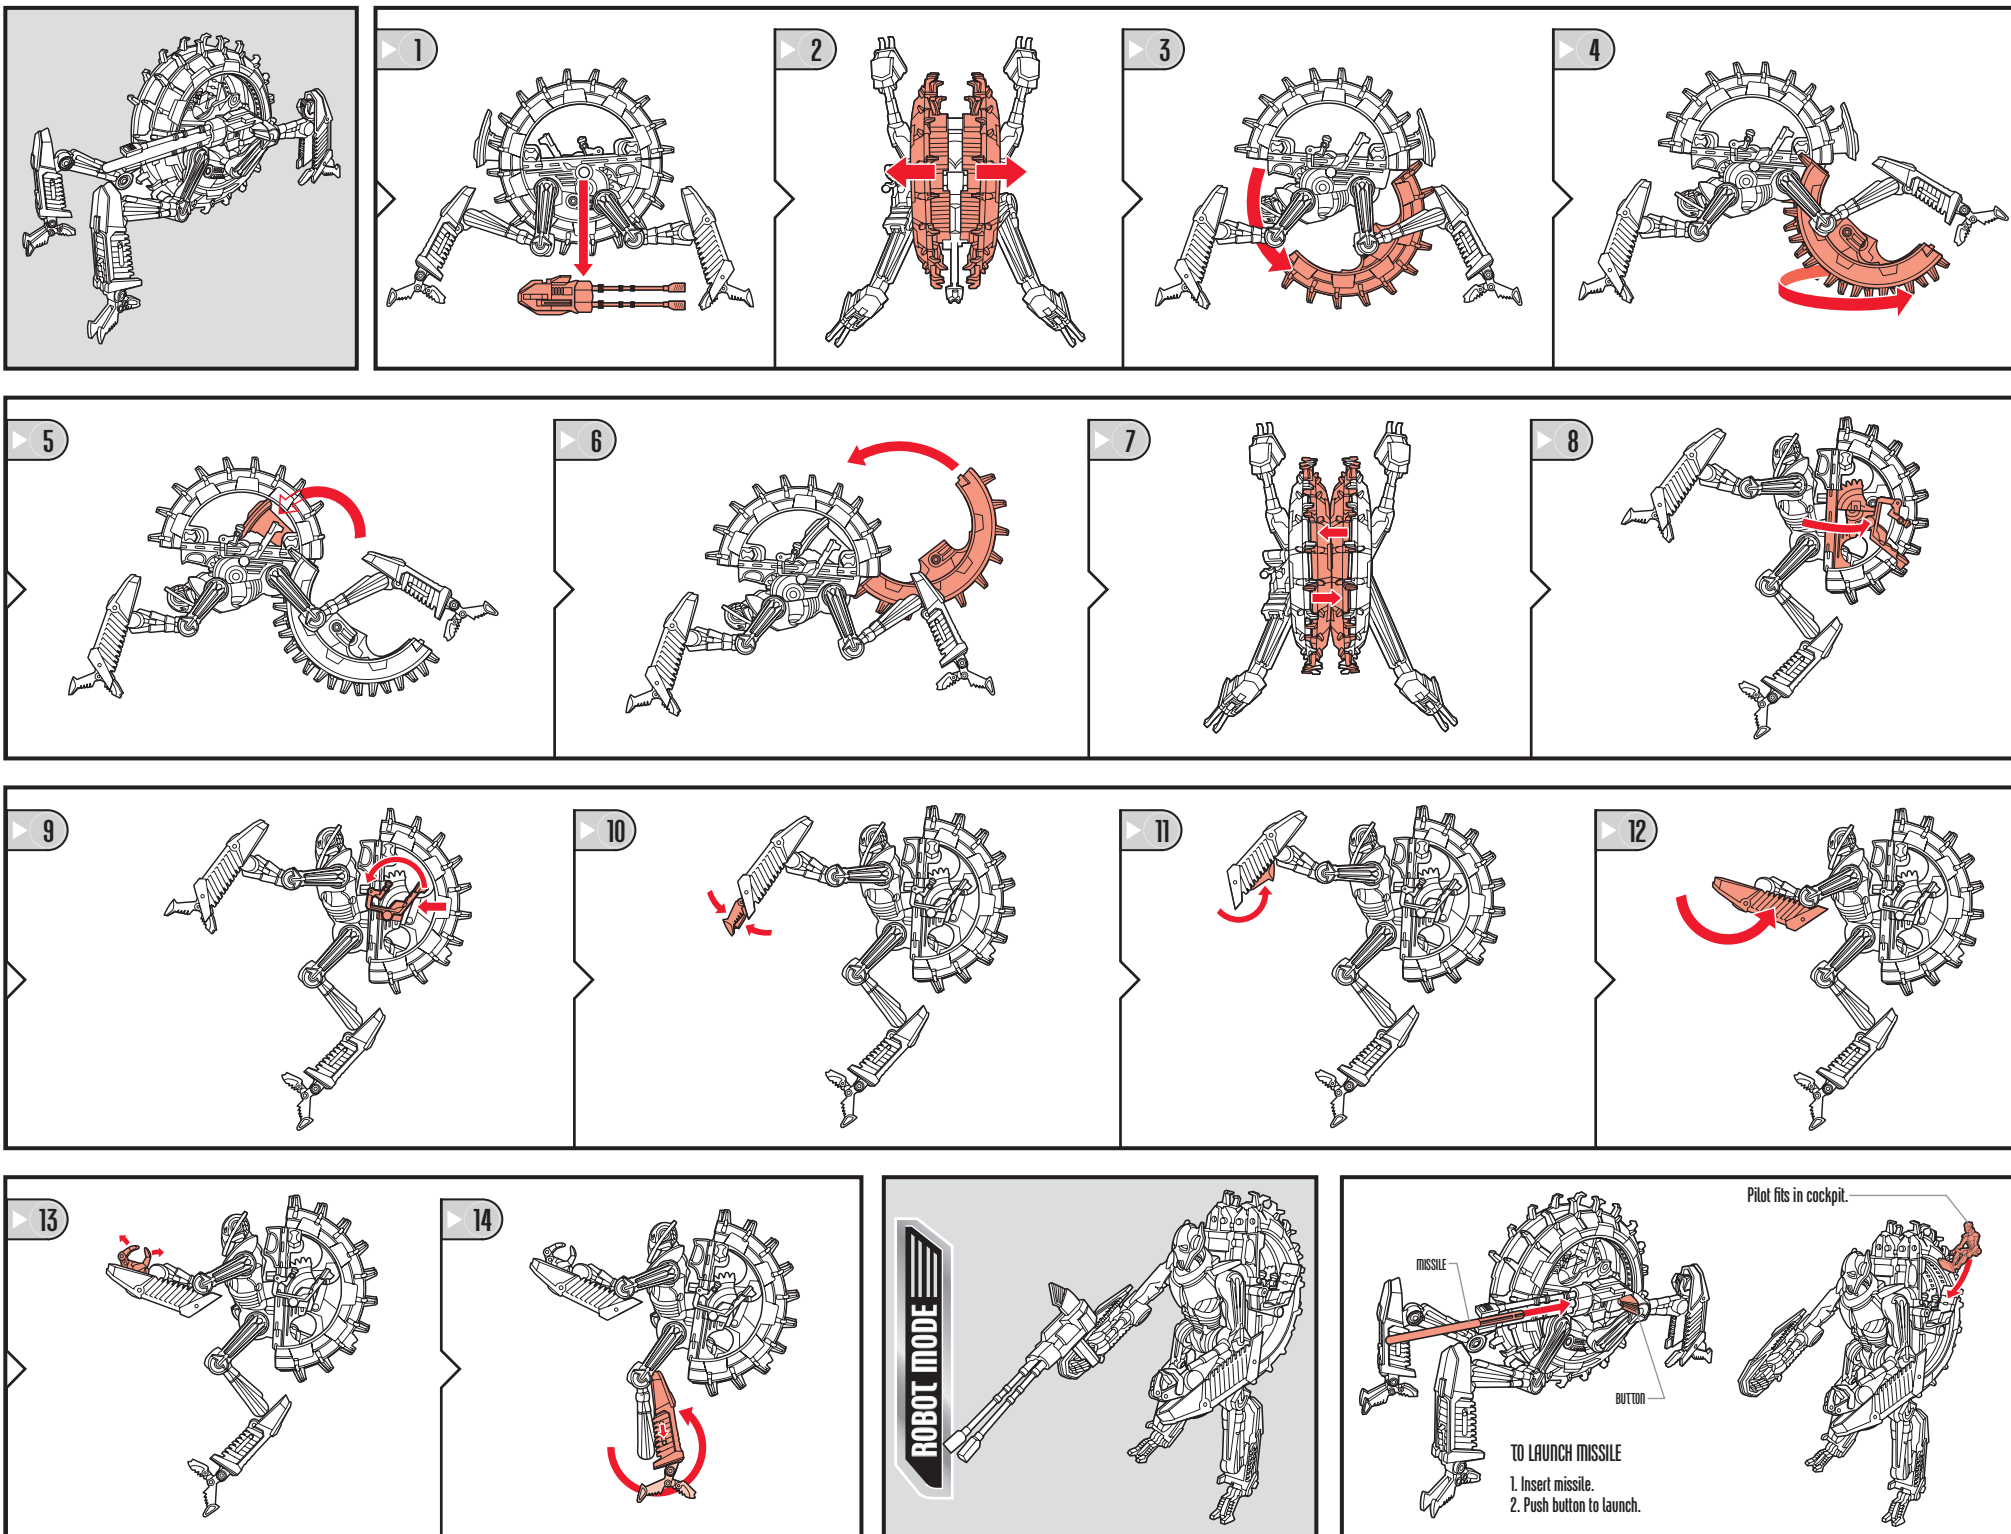 1
2
3
4
5
6
7
8
9
10
11
12
13
14
ROBOT MODE
Pilot fits in cockpit.
MISSILE
BUTTON
TO LAUNCH MISSILE
1. Insert missile.
2. Push button to launch.